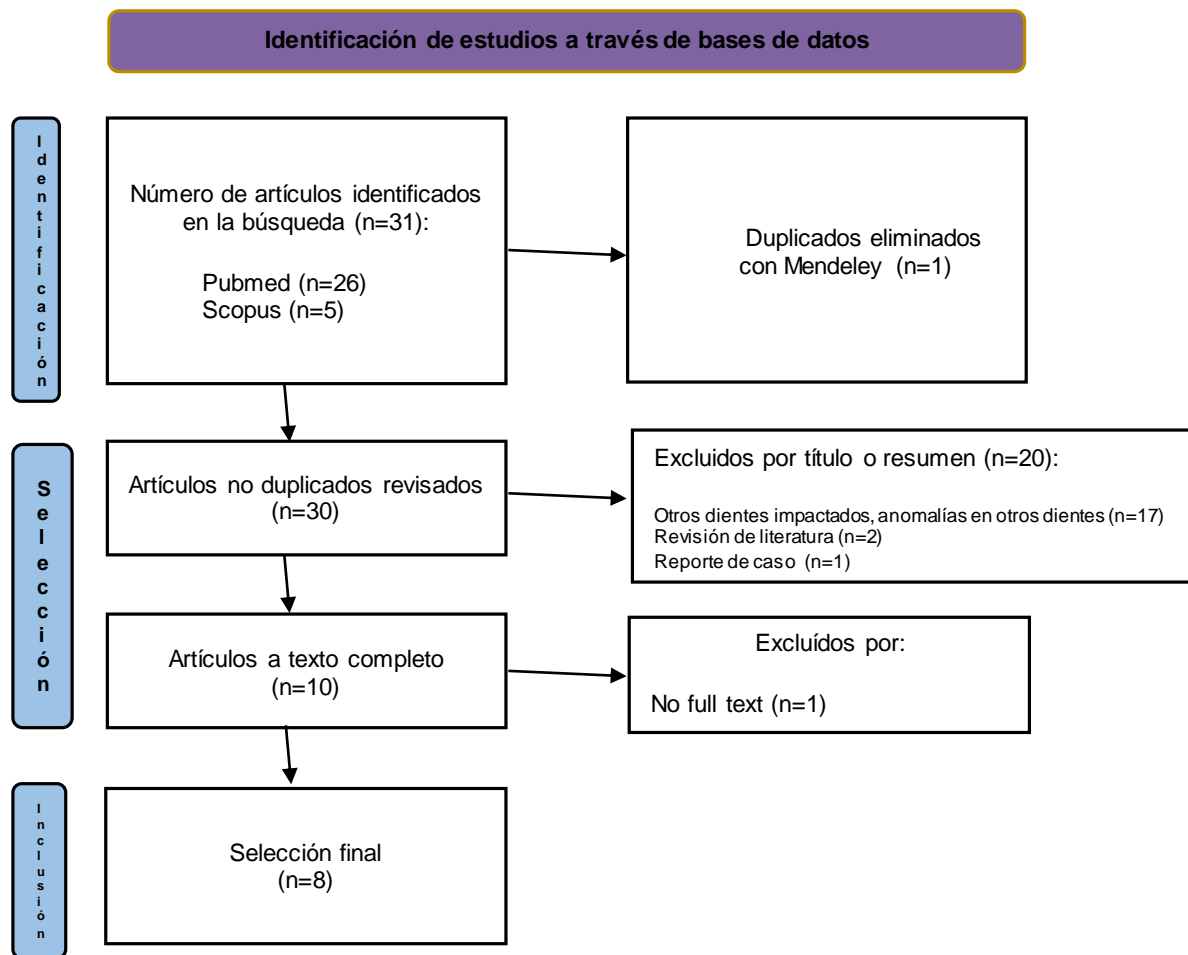 Identificación de estudios a través de bases de datos
Identificación
Número de artículos identificados
en la búsqueda (n=31):
Pubmed (n=26)
Scopus (n=5)
Duplicados eliminados
con Mendeley (n=1)
Selección
Artículos no duplicados revisados
(n=30)
Excluidos por título o resumen (n=20):
Otros dientes impactados, anomalías en otros dientes (n=17)
Revisión de literatura (n=2)
Reporte de caso (n=1)
Artículos a texto completo
(n=10)
Excluídos por:
No full text (n=1)
Inclusión
Selección final
(n=8)